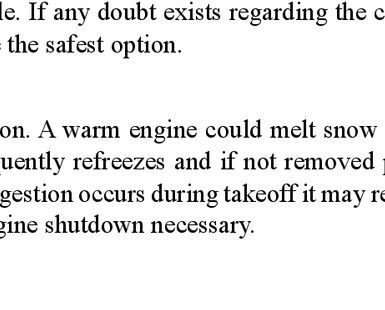 le. If any doubt exists regarding the c
the safest option.
on. A warm engine could melt snow
uently refreezes and if not removed p
gestion occurs during takeoff it may re
gine shutdown necessary.